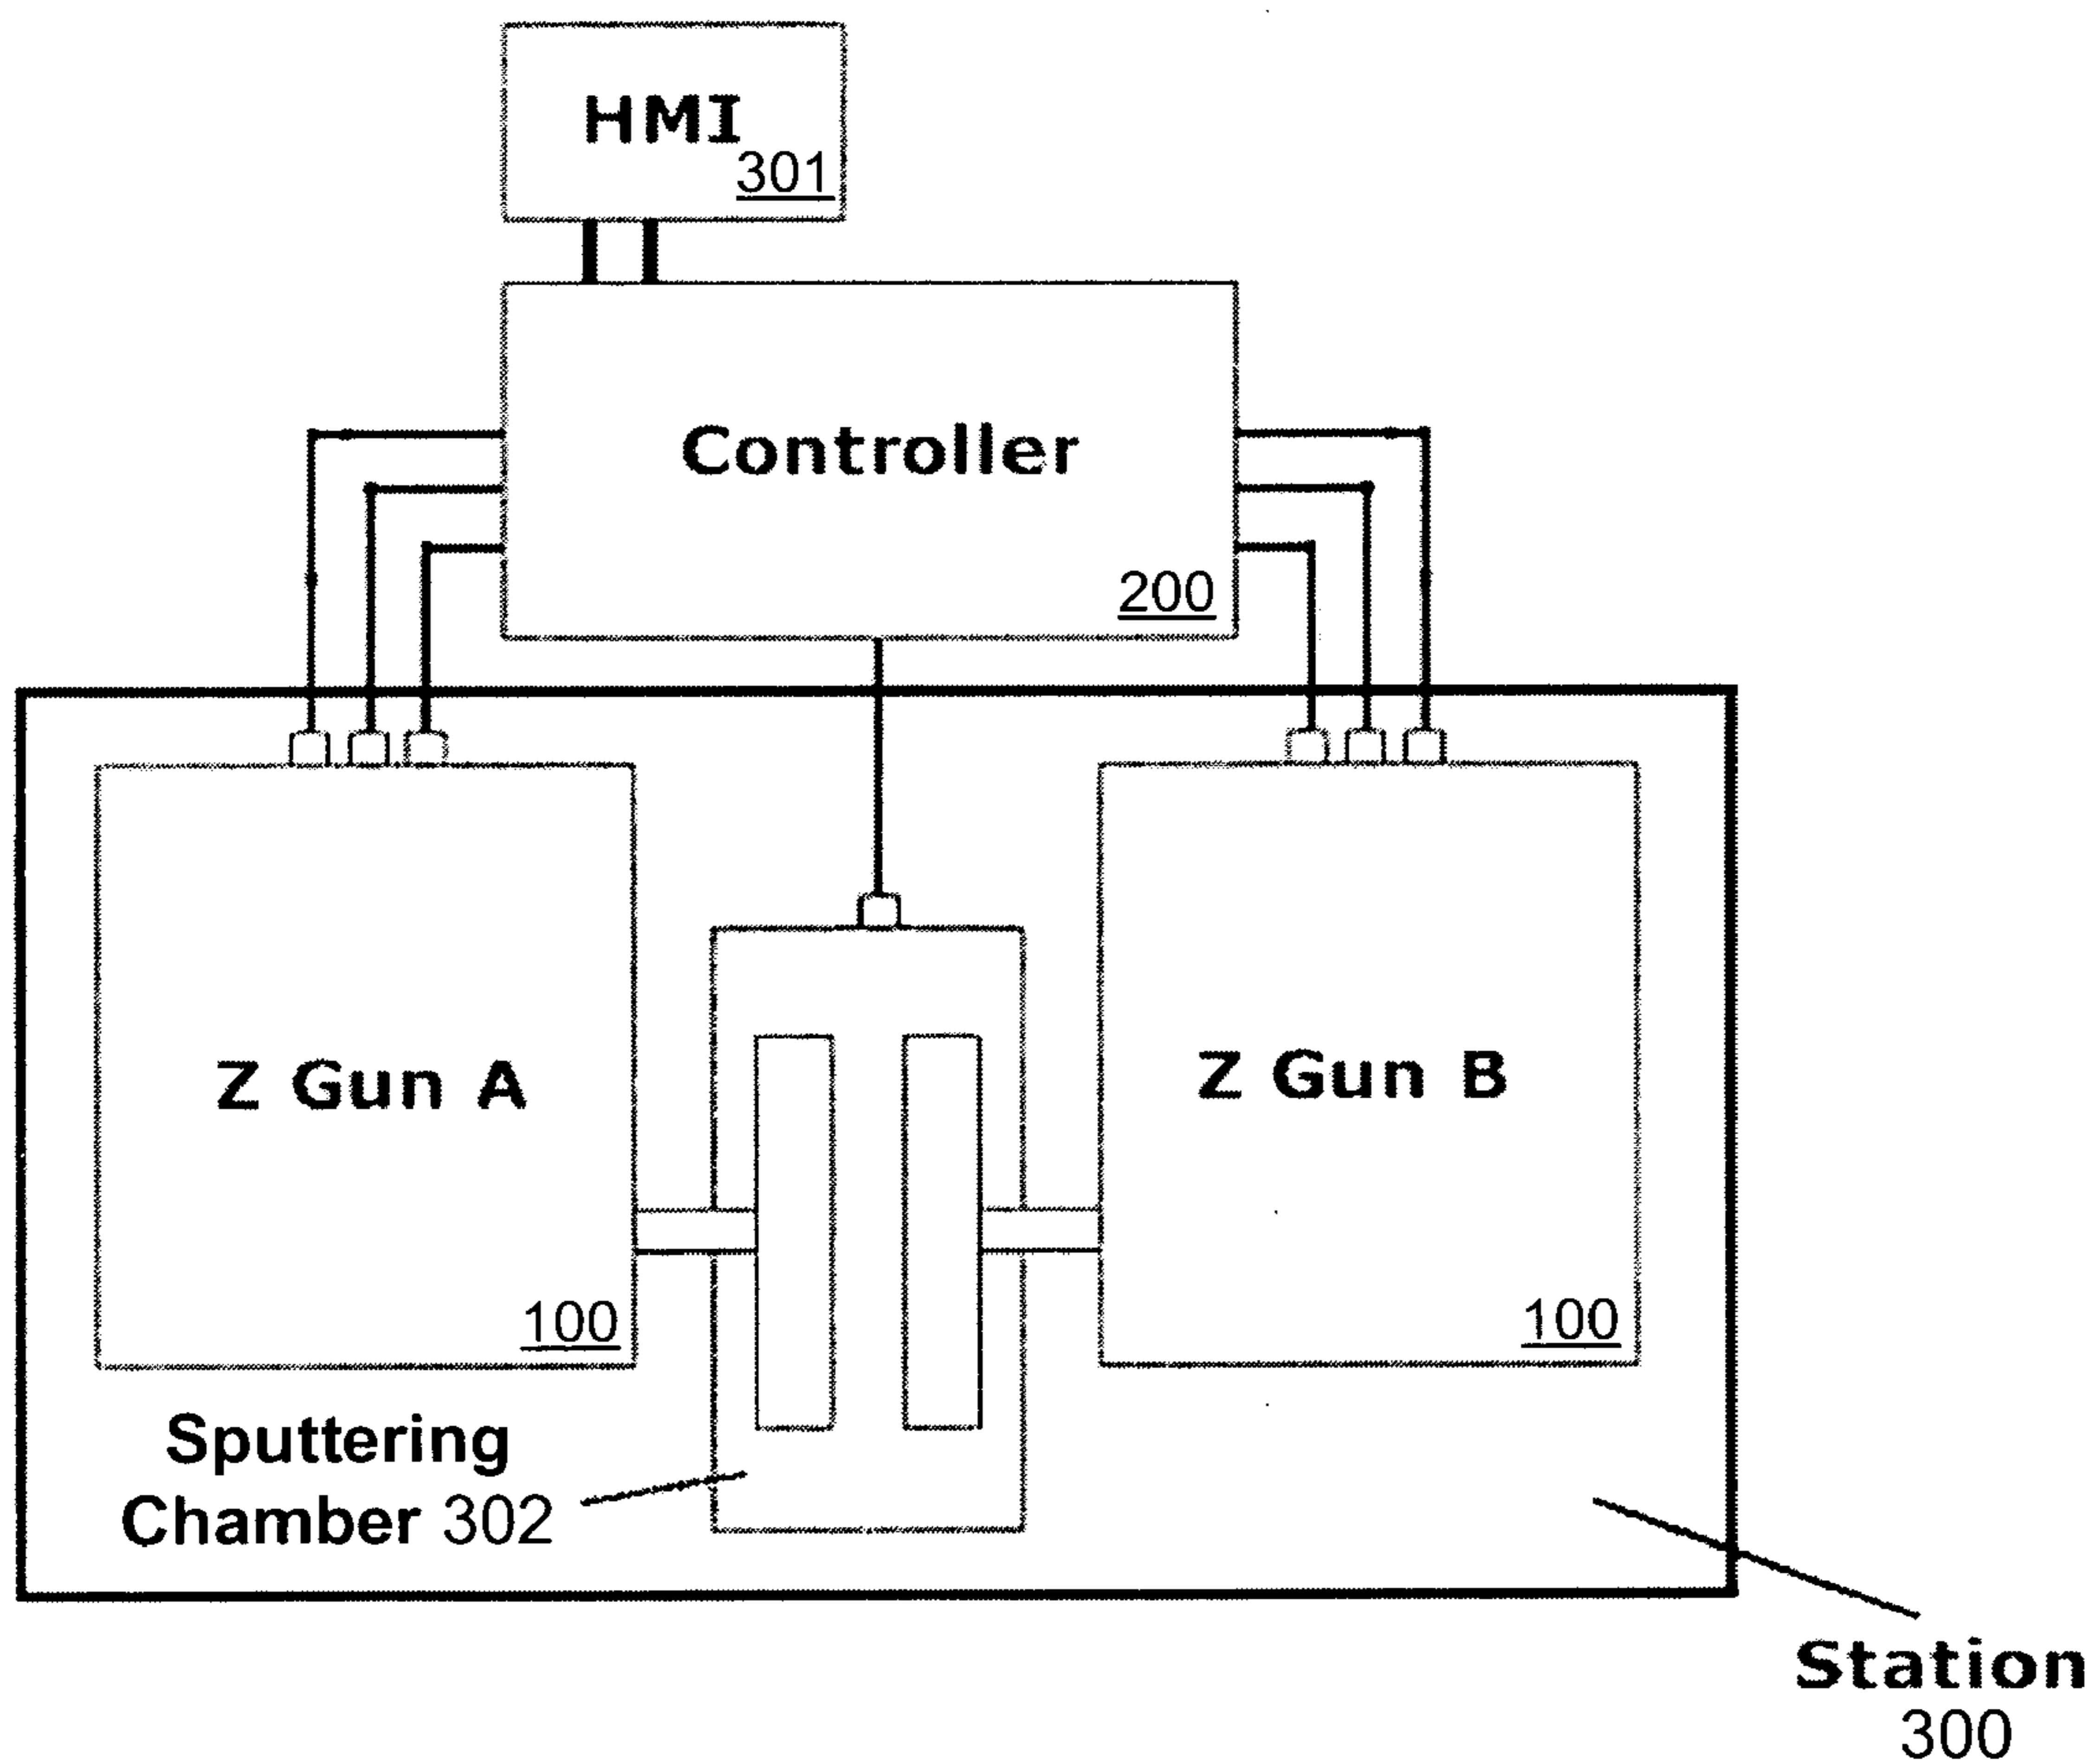 HMI
301
Controller
200
Z Gun A
Z Gun B
100
100
Sputtering
Chamber 302
Station
300